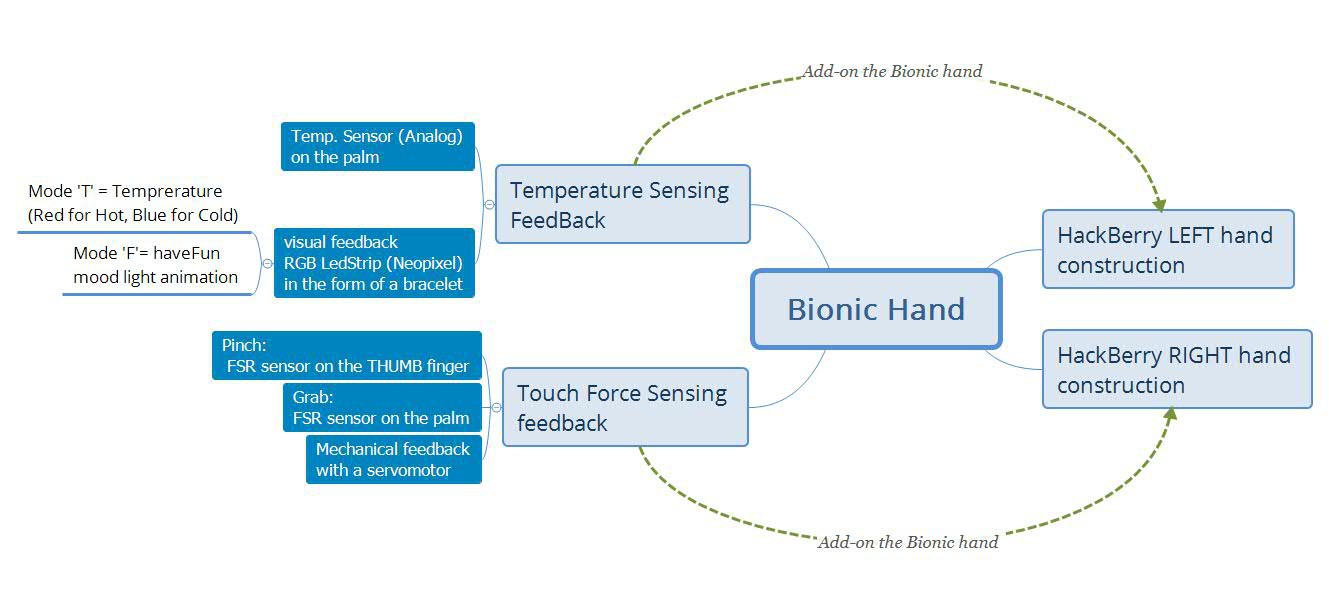 Add-on the Bionic hand
Temp. Sensor (Analog)
on the palm
Temperature Sensing
FeedBack
Mode 'T' = Temprerature
(Red for Hot, Blue for Cold)
Mode 'F'= haveFun
mood light animation
visual feedback
RGB LedStrip (Neopixel)
in the form of a bracelet
HackBerry LEFT hand
construction
Bionic Hand
Pinch:
FSR sensor on the THUMB finger
Grab:
FSR sensor on the palm
Mechanical feedback
with a servomotor
Touch Force Sensing
feedback
HackBerry RIGHT hand
construction
Add-on the Bionic hand